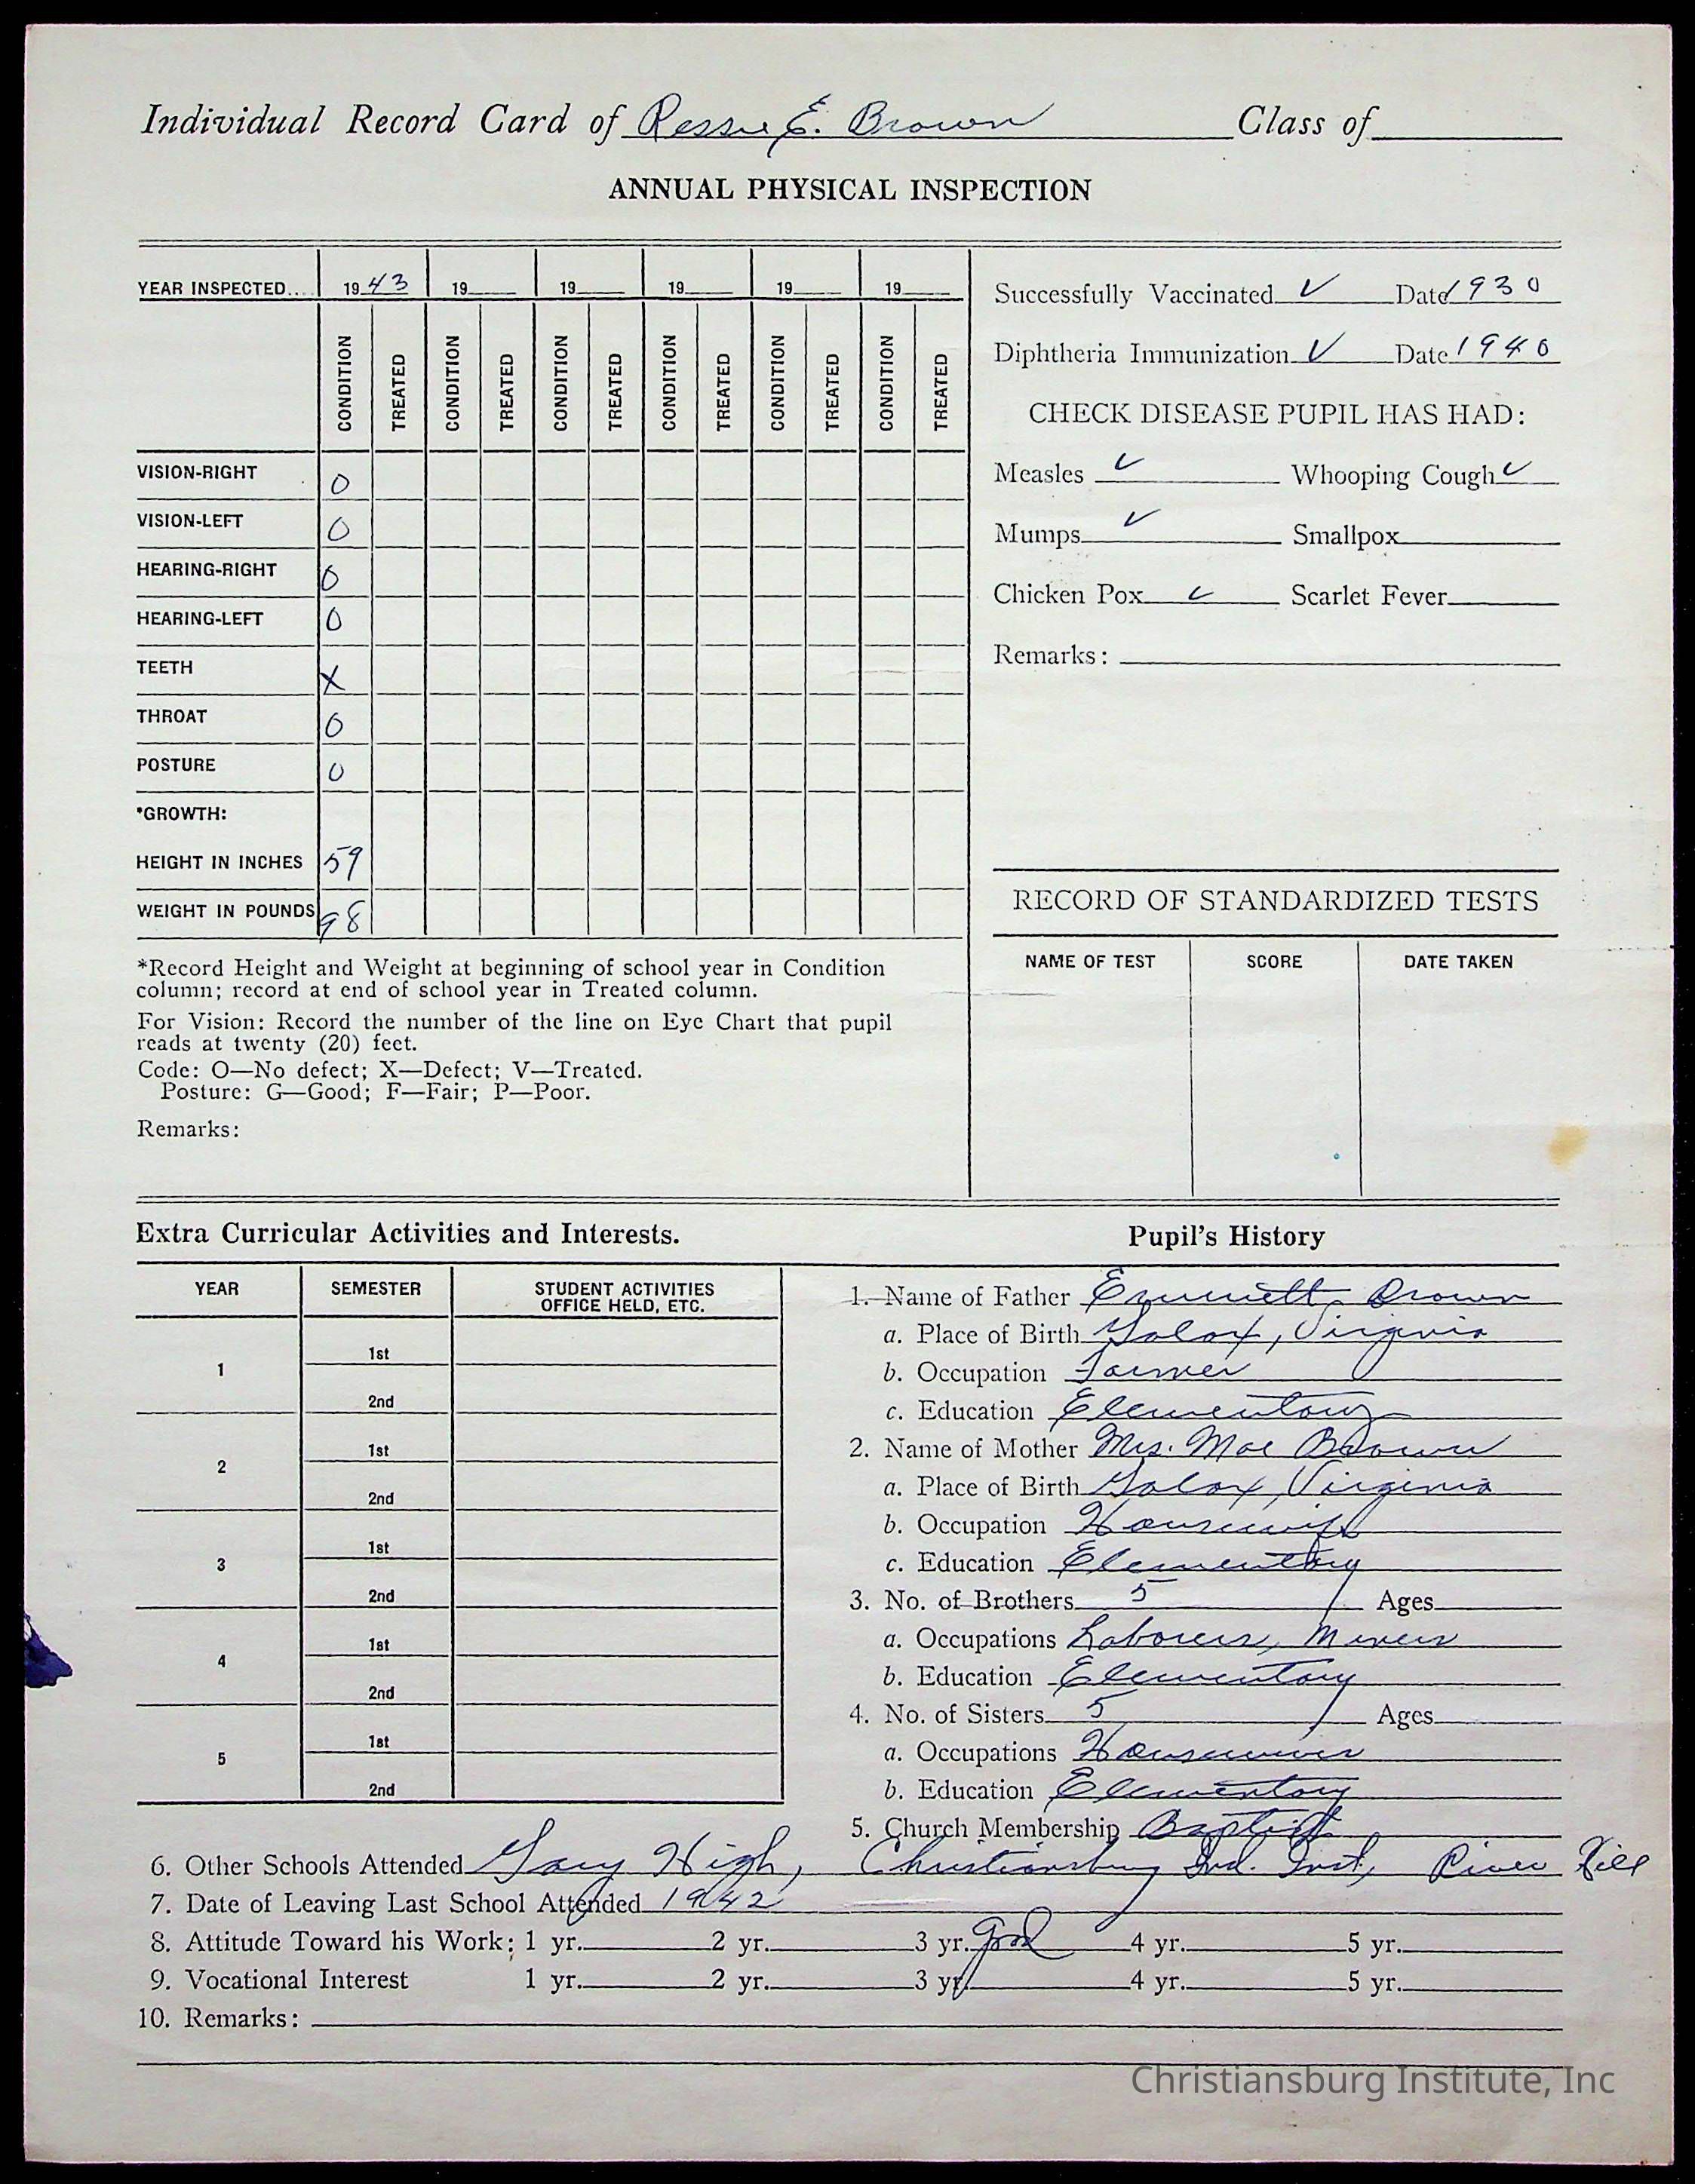 Individual Record Card of Ressie E. Brown Class of
ANNUAL PHYSICAL INSPECTION
YEAR INSPECTED.... 19 43 19 19 19 19 19
CONDITION TREATED CONDITION TREATED CONDITION TREATED CONDITION TREATED CONDITION TREATED CONDITION TREATED
VISION-RIGHT 0
VISION-LEFT 0
HEARING-RIGHT 0
HEARING-LEFT 0
TEETH X
THROAT 0
POSTURE 0
*GROWTH:
HEIGHT IN INCHES 59
WEIGHT IN POUNDS 98
*Record Height and Weight at beginning of school year in Condition
column; record at end of school year in Treated column.
For Vision: Record the number of the line on Eye Chart that pupil
reads at twenty (20) feet.
Code: O—No defect; X—Defect; V—Treated.
Posture: G—Good; F—Fair; P—Poor.
Remarks:
Successfully Vaccinated ✓ Date 1930
Diphtheria Immunization ✓ Date 1940
CHECK DISEASE PUPIL HAS HAD:
Measles ✓ Whooping Cough ✓
Mumps ✓ Smallpox
Chicken Pox ✓ Scarlet Fever
Remarks:
RECORD OF STANDARDIZED TESTS
NAME OF TEST SCORE DATE TAKEN
Extra Curricular Activities and Interests.
YEAR SEMESTER STUDENT ACTIVITIES
OFFICE HELD, ETC.
1 1st
2nd
2 1st
2nd
3 1st
2nd
4 1st
2nd
5 1st
2nd
Pupil's History
1. Name of Father Emmett Brown
a. Place of Birth Galax, Virginia
b. Occupation Farmer
c. Education Elementary
2. Name of Mother Mrs. Mae Brown
a. Place of Birth Galax, Virginia
b. Occupation Housewife
c. Education Elementary
3. No. of Brothers 5 Ages
a. Occupations Laborers, Miners
b. Education Elementary
4. No. of Sisters 5 Ages
a. Occupations Housewives
b. Education Elementary
5. Church Membership Baptist
6. Other Schools Attended Gary High, Christiansburg Ind. Inst, River Hill
7. Date of Leaving Last School Attended 1942
8. Attitude Toward his Work: 1 yr. 2 yr. 3 yr. good 4 yr. 5 yr.
9. Vocational Interest 1 yr. 2 yr. 3 yr. 4 yr. 5 yr.
10. Remarks:
Christiansburg Institute, Inc